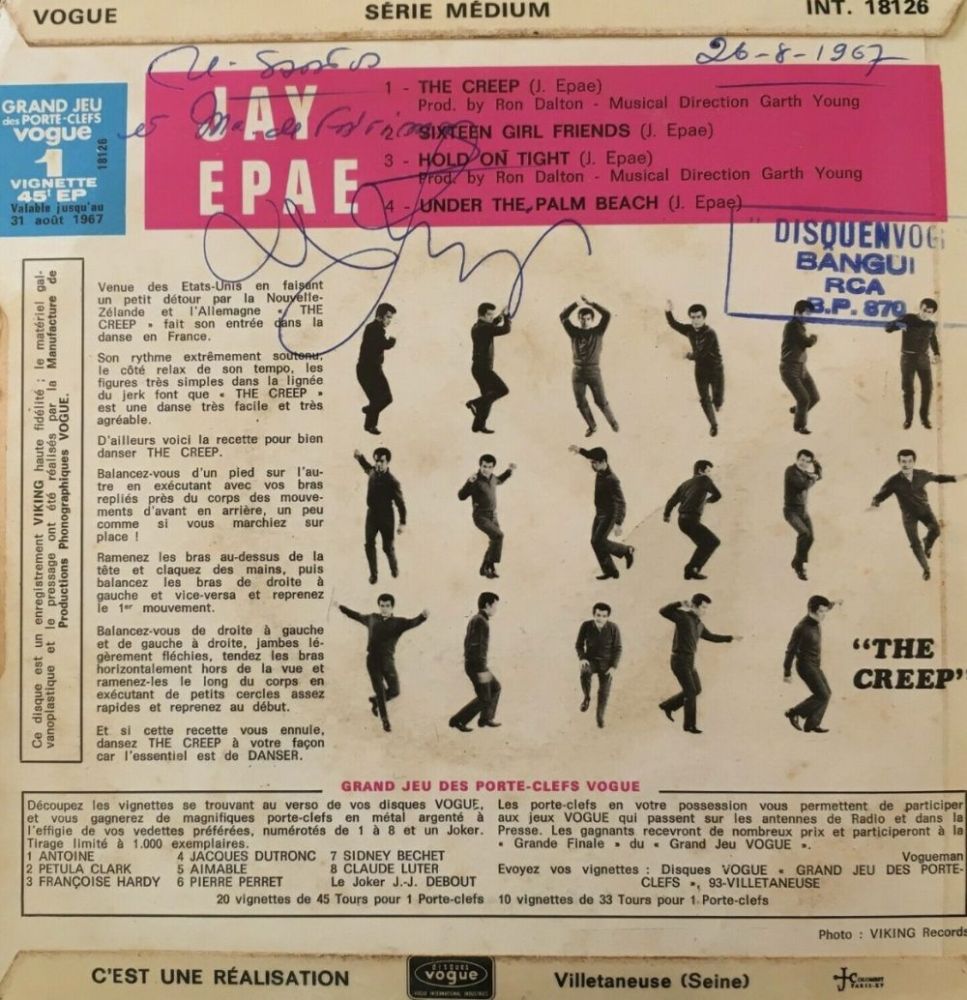 VOGUE
SÉRIE MÉDIUM
INT. 18126
26-8-1967
GRAND JEU
des PORTE-CLEFS
vogue
1
18126
VIGNETTE
45t EP
Valable jusqu'au
31 août 1967
JAY
EPAE
1 - THE CREEP (J. Epae)
Prod. by Ron Dalton - Musical Direction Garth Young
2 - SIXTEEN GIRL FRIENDS (J. Epae)
3 - HOLD ON TIGHT (J. Epae)
Prod. by Ron Dalton - Musical Direction Garth Young
4 - UNDER THE PALM BEACH (J. Epae)
DISQUENVOG
BANGUI
RCA
B.P. 870
Ce disque est un enregistrement VIKING haute fidélité ; le matériel gal-
vanoplastique et le pressage ont été réalisés par la Manufacture de
Productions Phonographiques VOGUE.
Venue des Etats-Unis en faisant
un petit détour par la Nouvelle-
Zélande et l'Allemagne « THE
CREEP » fait son entrée dans la
danse en France.
Son rythme extrêmement soutenu,
le côté relax de son tempo, les
figures très simples dans la lignée
du jerk font que « THE CREEP »
est une danse très facile et très
agréable.
D'ailleurs voici la recette pour bien
danser THE CREEP.
Balancez-vous d'un pied sur l'au-
tre en exécutant avec vos bras
repliés près du corps des mouve-
ments d'avant en arrière, un peu
comme si vous marchiez sur
place !
Ramenez les bras au-dessus de la
tête et claquez des mains, puis
balancez les bras de droite à
gauche et vice-versa et reprenez
le 1er mouvement.
Balancez-vous de droite à gauche
et de gauche à droite, jambes lé-
gèrement fléchies, tendez les bras
horizontalement hors de la vue et
ramenez-les le long du corps en
exécutant de petits cercles assez
rapides et reprenez au début.
Et si cette recette vous ennule,
dansez THE CREEP à votre façon
car l'essentiel est de DANSER.
"THE
CREEP"
GRAND JEU DES PORTE-CLEFS VOGUE
Découpez les vignettes se trouvant au verso de vos disques VOGUE,
et vous gagnerez de magnifiques porte-clefs en métal argenté à
l'effigie de vos vedettes préférées, numérotés de 1 à 8 et un Joker.
Tirage limité à 1.000 exemplaires.
1 ANTOINE 4 JACQUES DUTRONC 7 SIDNEY BECHET
2 PETULA CLARK 5 AIMABLE 8 CLAUDE LUTER
3 FRANÇOISE HARDY 6 PIERRE PERRET Le Joker J.-J. DEBOUT
20 vignettes de 45 Tours pour 1 Porte-clefs
Les porte-clefs en votre possession vous permettent de participer
aux jeux VOGUE qui passent sur les antennes de Radio et dans la
Presse. Les gagnants recevront de nombreux prix et participeront à la
« Grande Finale » du « Grand Jeu VOGUE ».
Vogueman
Evoyez vos vignettes : Disques VOGUE « GRAND JEU DES PORTE-
CLEFS », 93-VILLETANEUSE
10 vignettes de 33 Tours pour 1 Porte-clefs
Photo : VIKING Records
C'EST UNE RÉALISATION
DISQUES
vogue
VOGUE INTERNATIONAL INDUSTRIES
Villetaneuse (Seine)